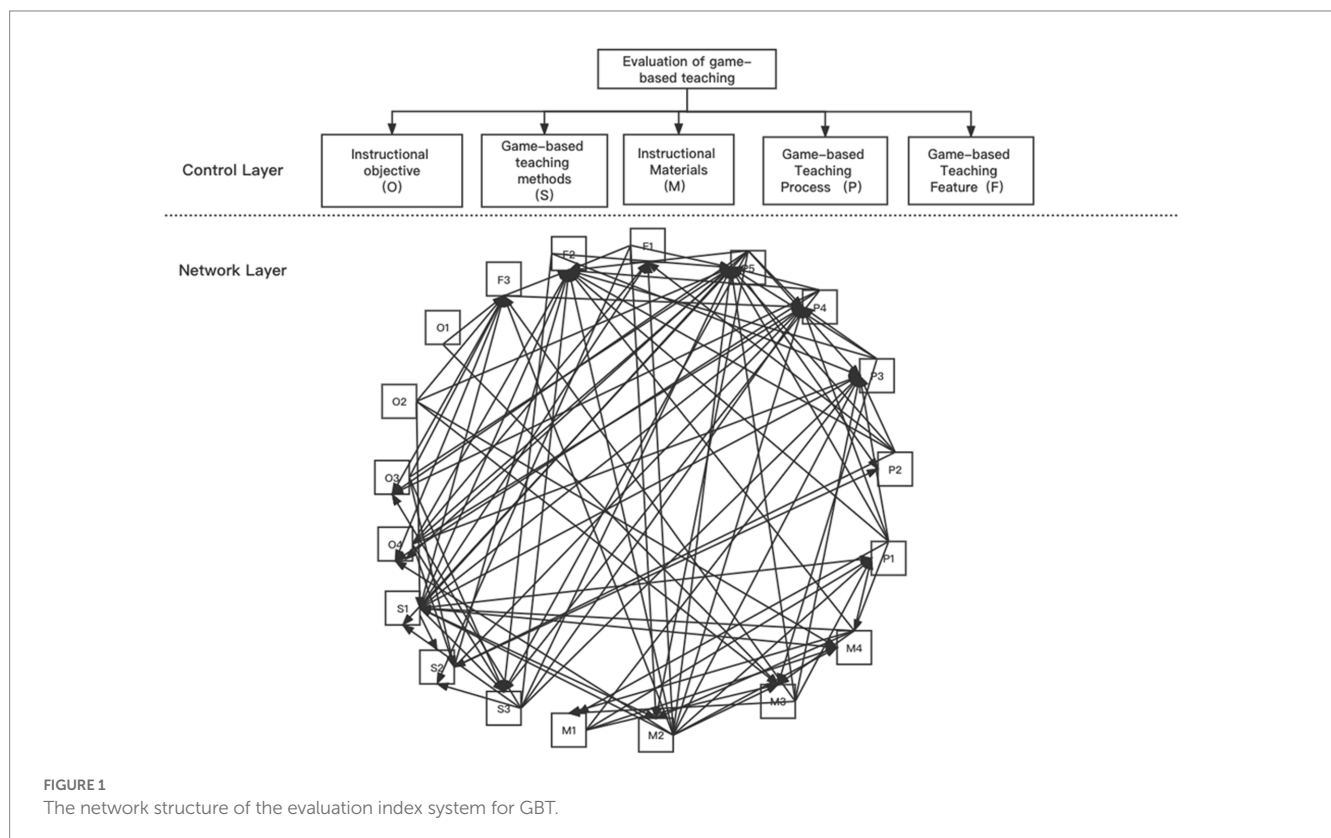 Evaluation of game–
based teaching
Control Layer
Instructional
objective
(O)
Game–based
teaching
methods
(S)
Instructional
Materials
(M)
Game–based
Teaching
Process (P)
Game–based
Teaching
Feature (F)
Network Layer
F2
F1
P5
F3
P4
O1
P3
O2
P2
O3
O4
P1
S1
M4
S2
M3
S3
M1
M2
FIGURE 1
The network structure of the evaluation index system for GBT.